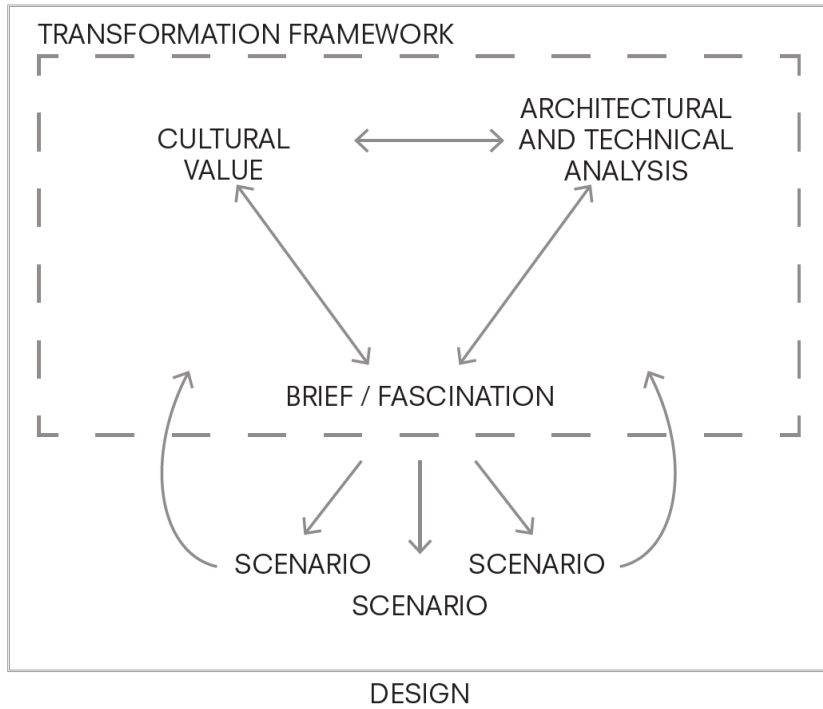 TRANSFORMATION FRAMEWORK
CULTURAL
VALUE
ARCHITECTURAL
AND TECHNICAL
ANALYSIS
BRIEF / FASCINATION
SCENARIO
SCENARIO
SCENARIO
DESIGN